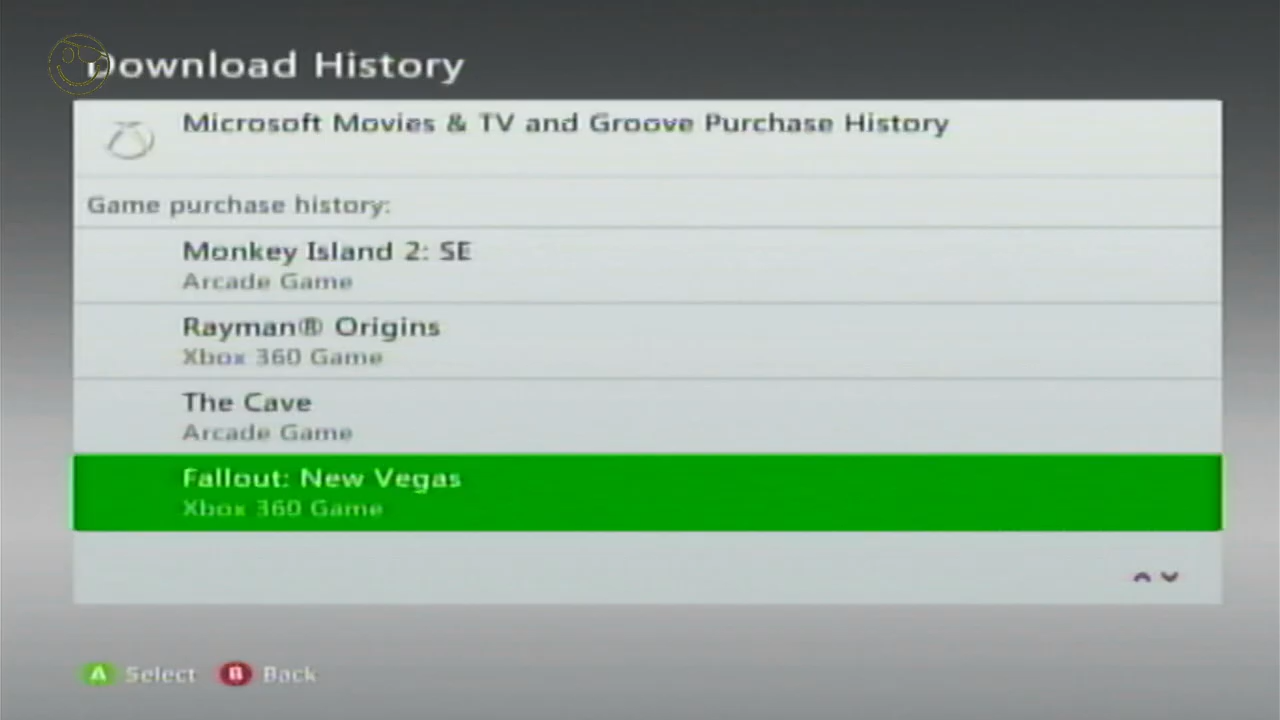 Download History
Microsoft Movies & TV and Groove Purchase History
Game purchase history:
Monkey Island 2: SE
Arcade Game
Rayman® Origins
Xbox 360 Game
The Cave
Arcade Game
Fallout: New Vegas
Xbox 360 Game
A Select B Back